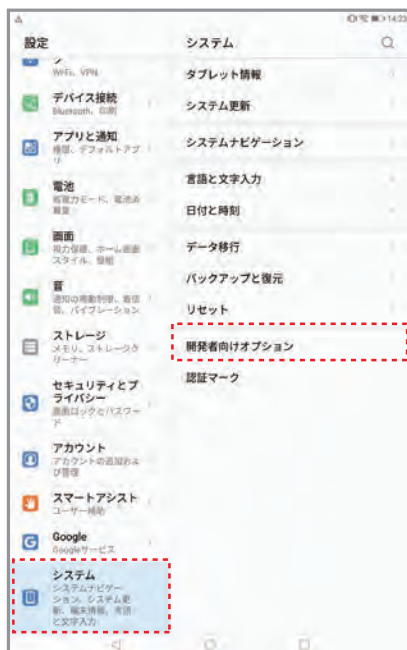 14:23
設定
システム
Wi-Fi、VPN
デバイス接続
Bluetooth、印刷
アプリと通知
権限、デフォルトアプ
リ
電池
省電力モード、電池消
費量
画面
視力保護、ホーム画面
スタイル、壁紙
音
通知の鳴動制限、着信
音、バイブレーション
ストレージ
メモリ、ストレージク
リーナー
セキュリティとプ
ライバシー
画面ロックとパスワー
ド
アカウント
アカウントの追加およ
び管理
スマートアシスト
ユーザー補助
Google
Googleサービス
システム
システムナビゲー
ション、システム更
新、端末情報、言語
と文字入力
タブレット情報
システム更新
システムナビゲーション
言語と文字入力
日付と時刻
データ移行
バックアップと復元
リセット
開発者向けオプション
認証マーク